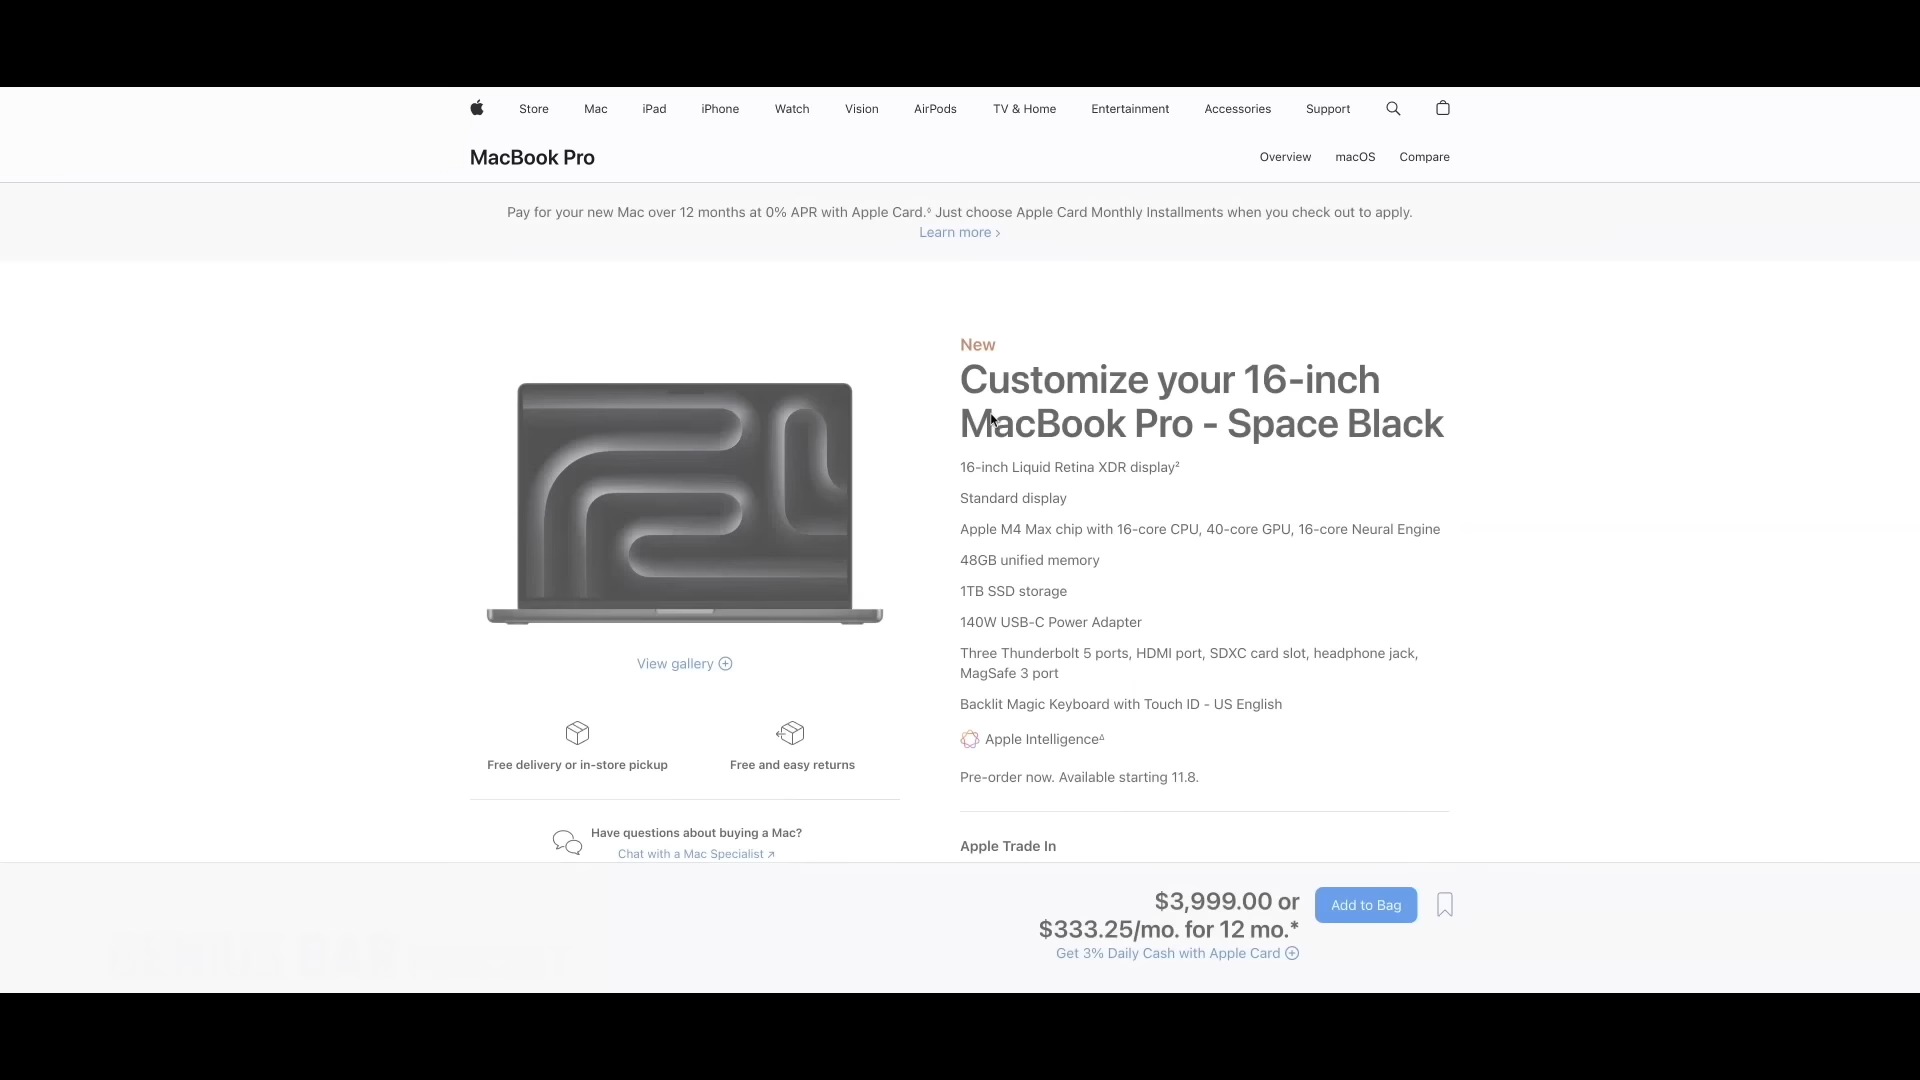 Store Mac iPad iPhone Watch Vision AirPods TV & Home Entertainment Accessories Support
MacBook Pro
Overview macOS Compare
Pay for your new Mac over 12 months at 0% APR with Apple Card.◊ Just choose Apple Card Monthly Installments when you check out to apply.
Learn more >
New
Customize your 16-inch
MacBook Pro - Space Black
16-inch Liquid Retina XDR display²
Standard display
Apple M4 Max chip with 16-core CPU, 40-core GPU, 16-core Neural Engine
48GB unified memory
1TB SSD storage
140W USB-C Power Adapter
Three Thunderbolt 5 ports, HDMI port, SDXC card slot, headphone jack,
MagSafe 3 port
Backlit Magic Keyboard with Touch ID - US English
Apple Intelligence∆
Pre-order now. Available starting 11.8.
View gallery
Free delivery or in-store pickup
Free and easy returns
Have questions about buying a Mac?
Chat with a Mac Specialist ↗
Apple Trade In
$3,999.00 or
$333.25/mo. for 12 mo.*
Get 3% Daily Cash with Apple Card
Add to Bag